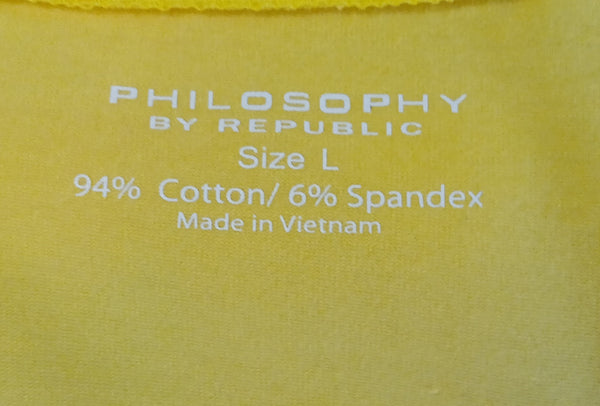 PHILOSOPHY
BY REPUBLIC
Size L
94% Cotton/ 6% Spandex
Made in Vietnam